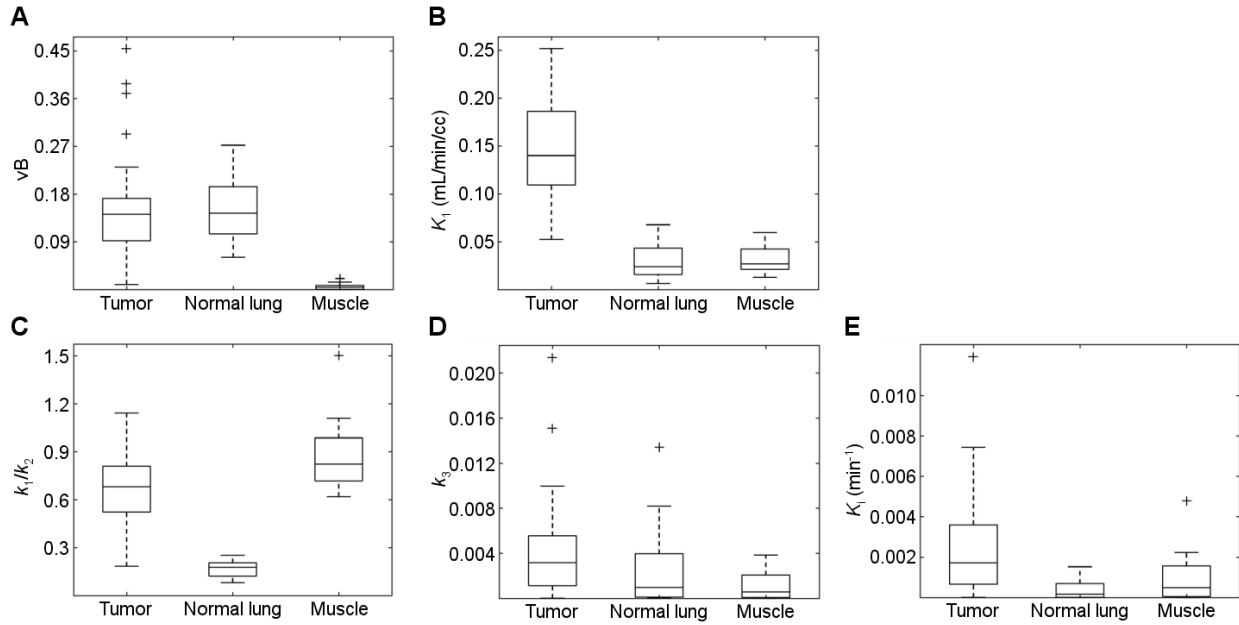 A
vB
0.45
0.36
0.27
0.18
0.09
Tumor Normal lung Muscle
B
K1 (mL/min/cc)
0.25
0.20
0.15
0.10
0.05
Tumor Normal lung Muscle
C
k1/k2
1.5
1.2
0.9
0.6
0.3
Tumor Normal lung Muscle
D
k3
0.020
0.016
0.012
0.008
0.004
Tumor Normal lung Muscle
E
Ki (min-1)
0.010
0.008
0.006
0.004
0.002
Tumor Normal lung Muscle